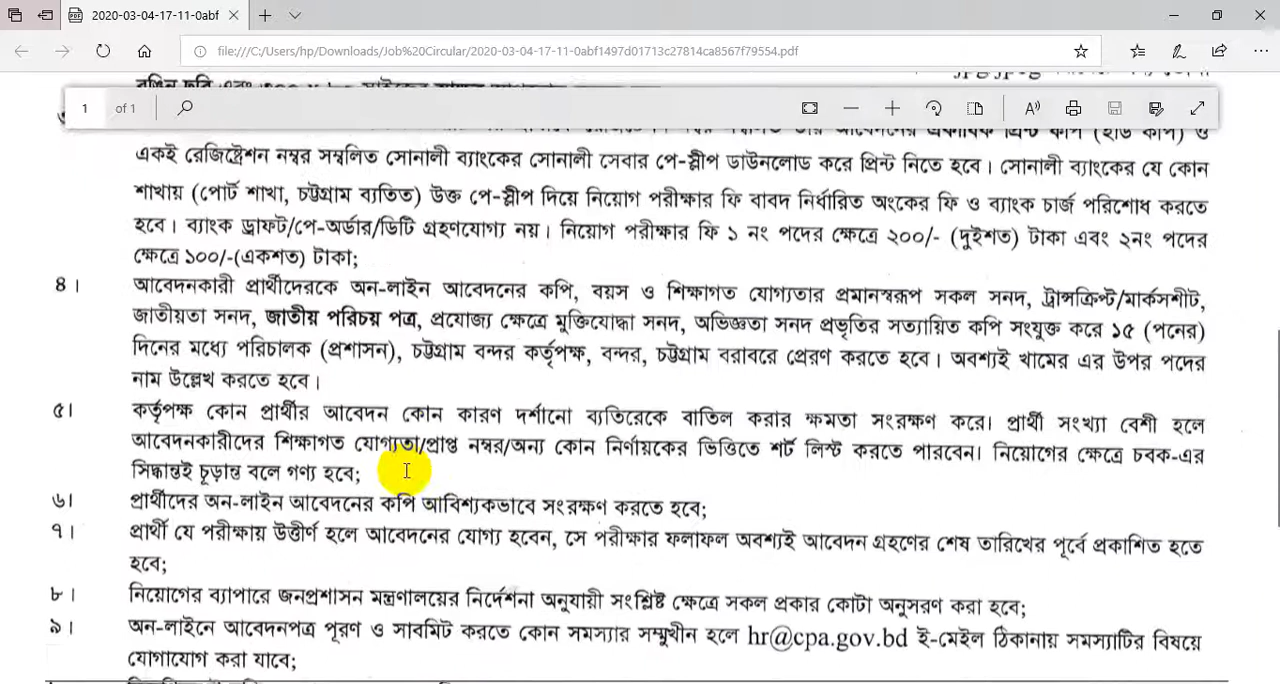 2020-03-04-17-11-0abf
file:///C:/Users/hp/Downloads/Job%20Circular/2020-03-04-17-11-0abf1497d01713c27814ca8567f79554.pdf
1 of 1
একই রেজিষ্ট্রেশন নম্বর সম্বলিত সোনালী ব্যাংকের সোনালী সেবার পে-স্লীপ ডাউনলোড করে প্রিন্ট নিতে হবে। সোনালী ব্যাংকের যে কোন
শাখায় (পোর্ট শাখা, চট্টগ্রাম ব্যতিত) উক্ত পে-স্লীপ দিয়ে নিয়োগ পরীক্ষার ফি বাবদ নির্ধারিত অংকের ফি ও ব্যাংক চার্জ পরিশোধ করতে
হবে। ব্যাংক ড্রাফট/পে-অর্ডার/ডিটি গ্রহণযোগ্য নয়। নিয়োগ পরীক্ষার ফি ১ নং পদের ক্ষেত্রে ২০০/- (দুইশত) টাকা এবং ২নং পদের
ক্ষেত্রে ১০০/-(একশত) টাকা;
৪। আবেদনকারী প্রার্থীদেরকে অন-লাইন আবেদনের কপি, বয়স ও শিক্ষাগত যোগ্যতার প্রমানস্বরূপ সকল সনদ, ট্রান্সক্রিপ্ট/মার্কসশীট,
জাতীয়তা সনদ, জাতীয় পরিচয় পত্র, প্রযোজ্য ক্ষেত্রে মুক্তিযোদ্ধা সনদ, অভিজ্ঞতা সনদ প্রভৃতির সত্যায়িত কপি সংযুক্ত করে ১৫ (পনের)
দিনের মধ্যে পরিচালক (প্রশাসন), চট্টগ্রাম বন্দর কর্তৃপক্ষ, বন্দর, চট্টগ্রাম বরাবরে প্রেরণ করতে হবে। অবশ্যই খামের এর উপর পদের
নাম উল্লেখ করতে হবে।
৫। কর্তৃপক্ষ কোন প্রার্থীর আবেদন কোন কারণ দর্শানো ব্যতিরেকে বাতিল করার ক্ষমতা সংরক্ষণ করে। প্রার্থী সংখ্যা বেশী হলে
আবেদনকারীদের শিক্ষাগত যোগ্যতা/প্রাপ্ত নম্বর/অন্য কোন নির্ণায়কের ভিত্তিতে শর্ট লিস্ট করতে পারবেন। নিয়োগের ক্ষেত্রে চবক-এর
সিদ্ধান্তই চূড়ান্ত বলে গণ্য হবে;
৬। প্রার্থীদের অন-লাইন আবেদনের কপি আবশ্যিকভাবে সংরক্ষণ করতে হবে;
৭। প্রার্থী যে পরীক্ষায় উত্তীর্ণ হলে আবেদনের যোগ্য হবেন, সে পরীক্ষার ফলাফল অবশ্যই আবেদন গ্রহণের শেষ তারিখের পূর্বে প্রকাশিত হতে
হবে;
৮। নিয়োগের ব্যাপারে জনপ্রশাসন মন্ত্রণালয়ের নির্দেশনা অনুযায়ী সংশ্লিষ্ট ক্ষেত্রে সকল প্রকার কোটা অনুসরণ করা হবে;
৯। অন-লাইনে আবেদনপত্র পূরণ ও সাবমিট করতে কোন সমস্যার সম্মুখীন হলে hr@cpa.gov.bd ই-মেইল ঠিকানায় সমস্যাটির বিষয়ে
যোগাযোগ করা যাবে;